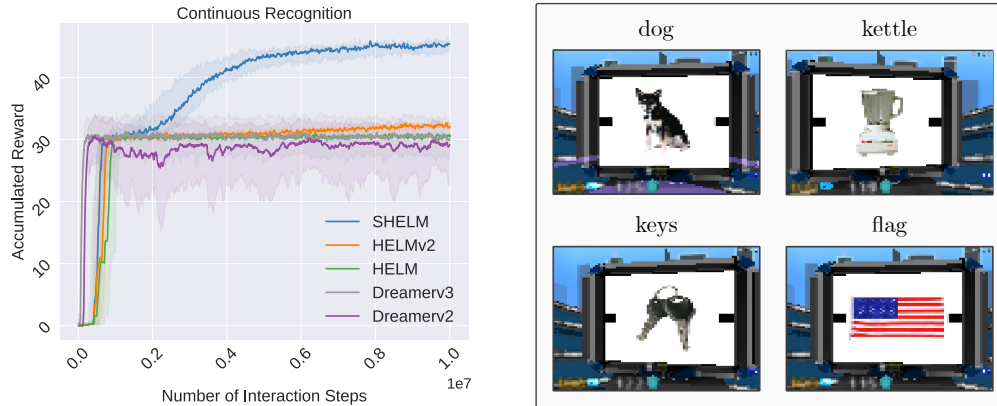 Continuous Recognition
Accumulated Reward
40
30
20
10
0
SHELM
HELMv2
HELM
Dreamerv3
Dreamerv2
0.0
0.2
0.4
0.6
0.8
1.0
1e7
Number of Interaction Steps
dog
kettle
keys
flag